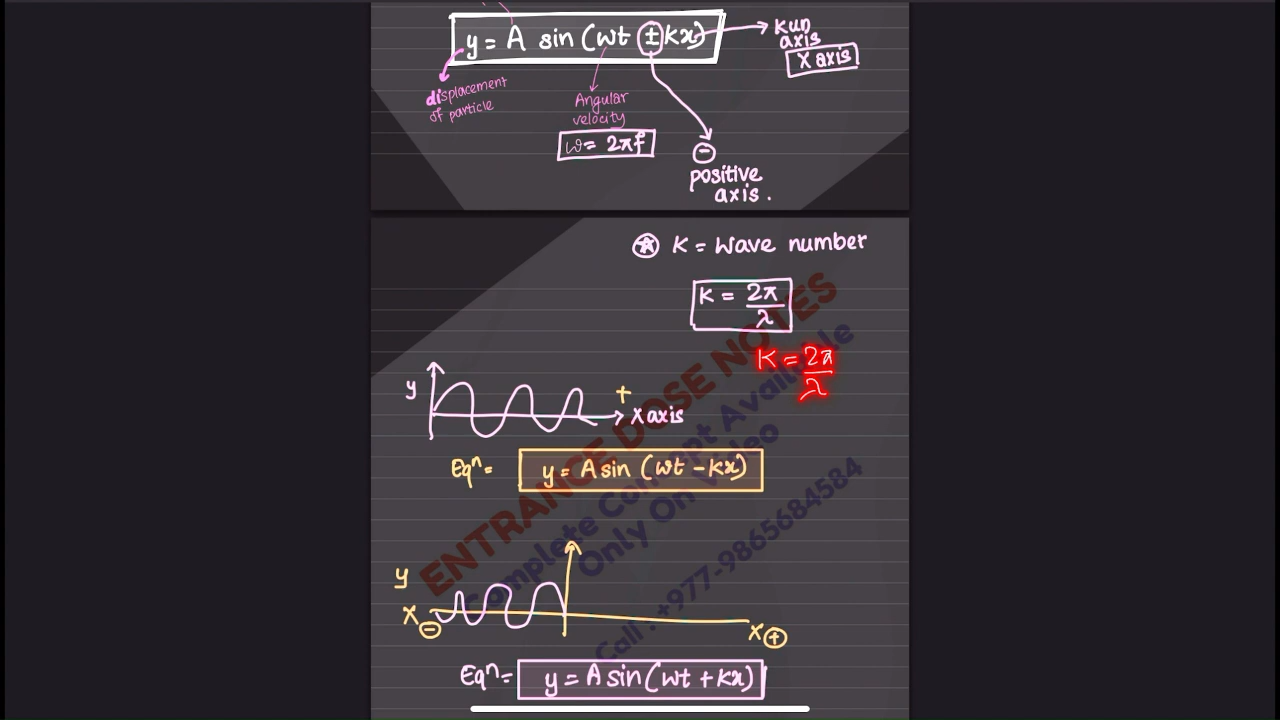 y = A sin (wt ± kx)
kun
axis
X axis
displacement
of particle
Angular
velocity
ω = 2πf
⊖
positive
axis.
Ⓐ K = Wave number
K = 2π/λ
K = 2π/λ
y
+
X axis
Eqⁿ =
y = A sin (wt - kx)
y
X ⊖
X ⊕
Eqⁿ =
y = A sin (wt + kx)
ENTRANCE DOSE NOTES
Complete Concept Available
Only On Video
Call : +977-9865684584